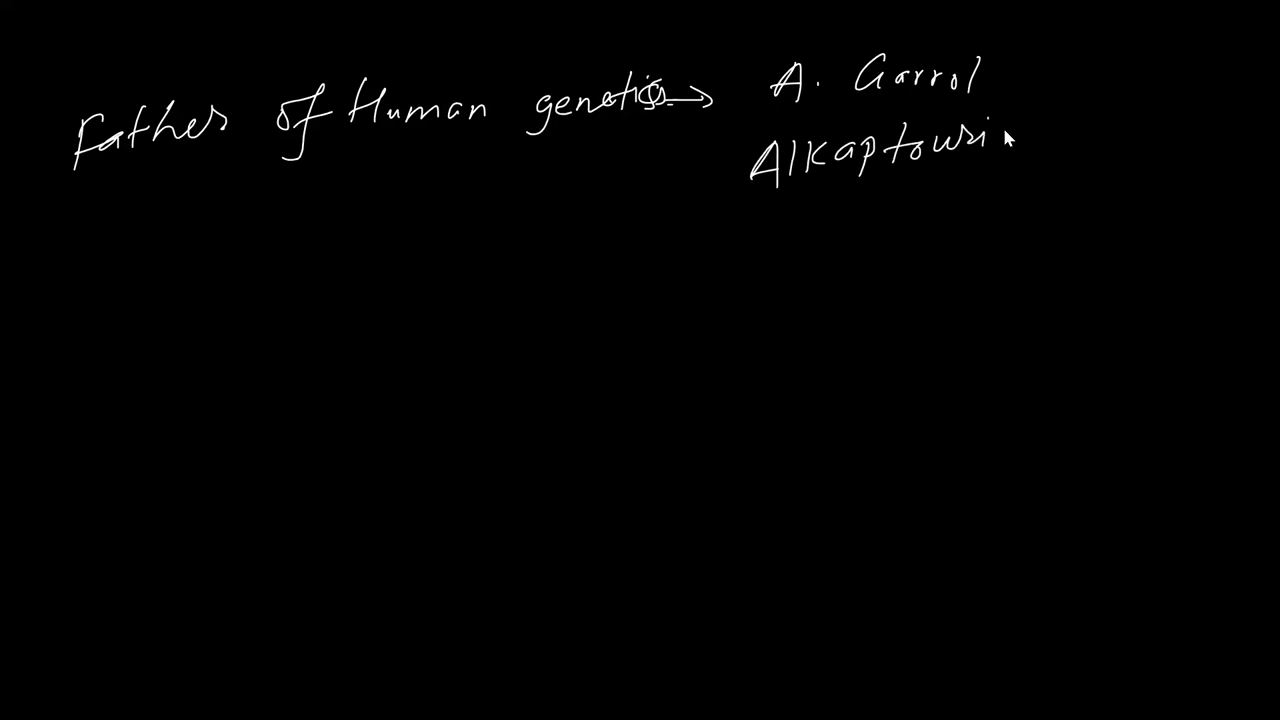 Father of Human genetics → A. Garrol
Alkaptouri